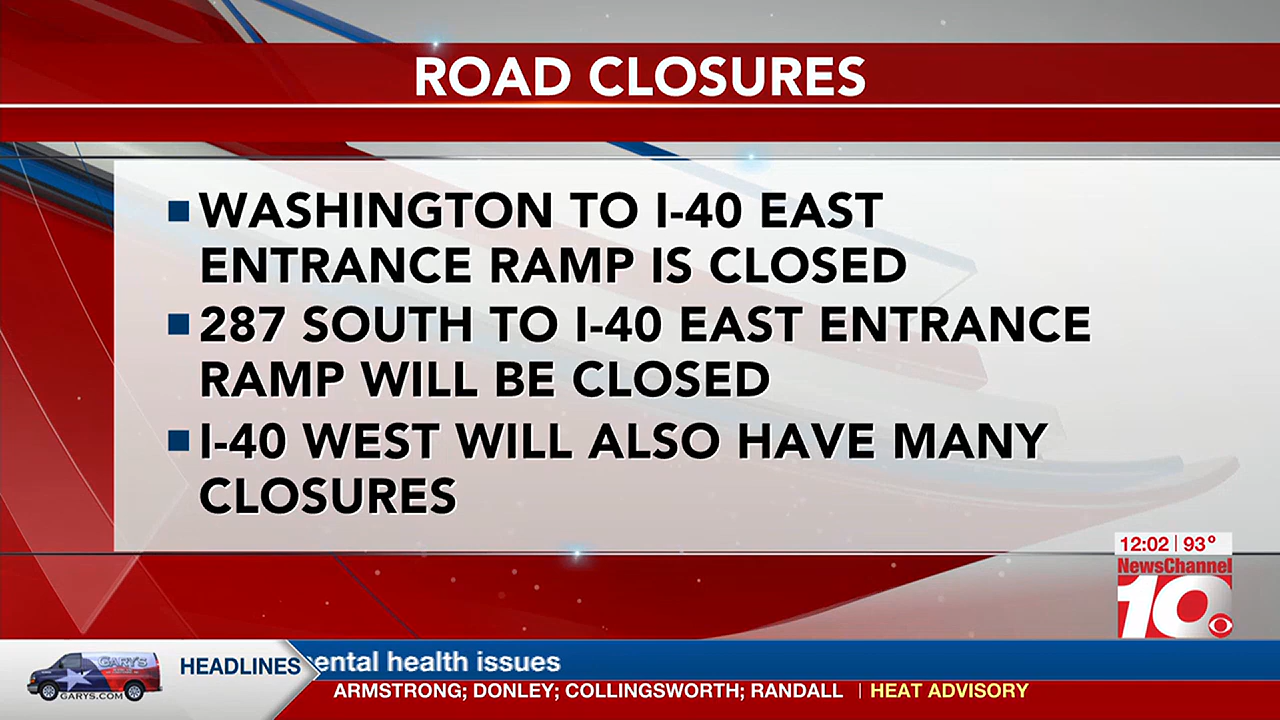 ROAD CLOSURES
WASHINGTON TO I-40 EAST
ENTRANCE RAMP IS CLOSED
287 SOUTH TO I-40 EAST ENTRANCE
RAMP WILL BE CLOSED
I-40 WEST WILL ALSO HAVE MANY
CLOSURES
12:02 | 93°
NewsChannel
10
GARY'S
GARYS.COM
HEADLINES
mental health issues
ARMSTRONG; DONLEY; COLLINGSWORTH; RANDALL | HEAT ADVISORY